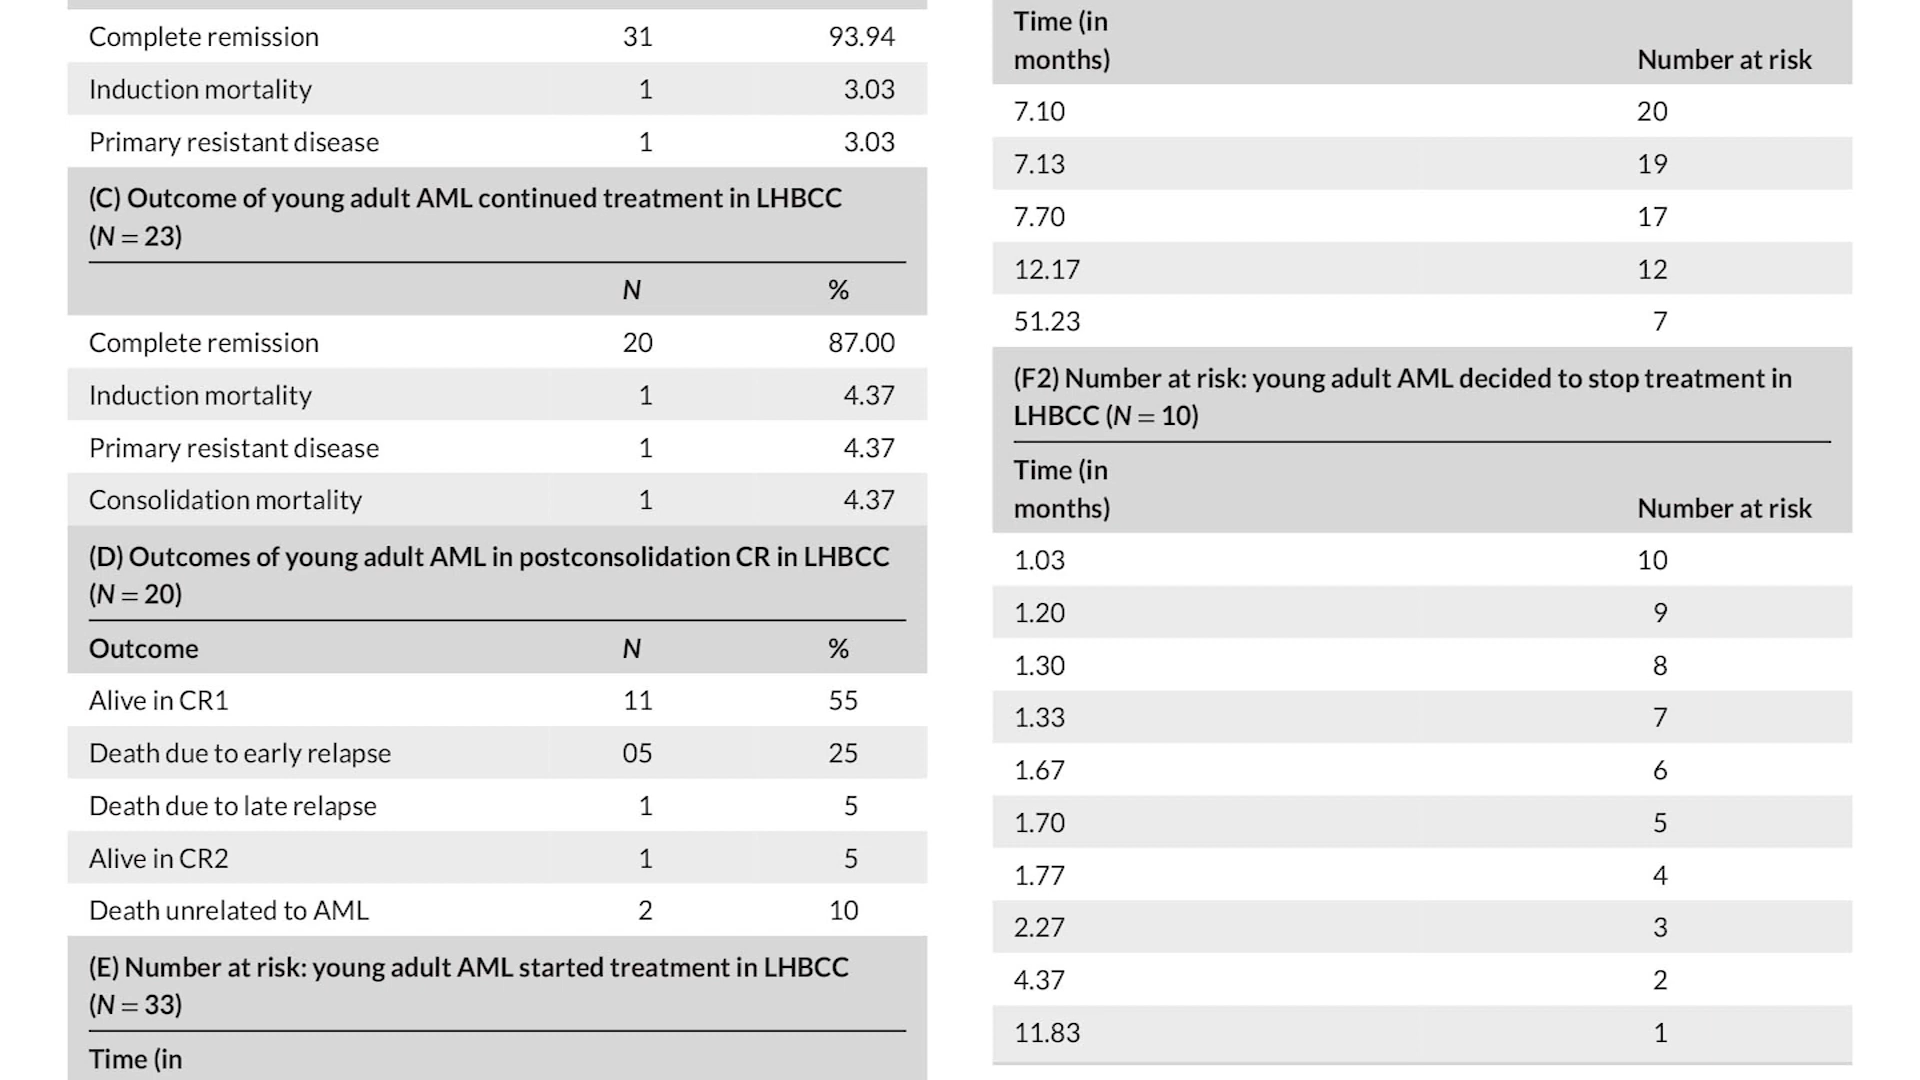 Complete remission 31 93.94
Induction mortality 1 3.03
Primary resistant disease 1 3.03
(C) Outcome of young adult AML continued treatment in LHBCC
(N = 23)
N %
Complete remission 20 87.00
Induction mortality 1 4.37
Primary resistant disease 1 4.37
Consolidation mortality 1 4.37
(D) Outcomes of young adult AML in postconsolidation CR in LHBCC
(N = 20)
Outcome N %
Alive in CR1 11 55
Death due to early relapse 05 25
Death due to late relapse 1 5
Alive in CR2 1 5
Death unrelated to AML 2 10
(E) Number at risk: young adult AML started treatment in LHBCC
(N = 33)
Time (in
Time (in
months) Number at risk
7.10 20
7.13 19
7.70 17
12.17 12
51.23 7
(F2) Number at risk: young adult AML decided to stop treatment in
LHBCC (N = 10)
Time (in
months) Number at risk
1.03 10
1.20 9
1.30 8
1.33 7
1.67 6
1.70 5
1.77 4
2.27 3
4.37 2
11.83 1